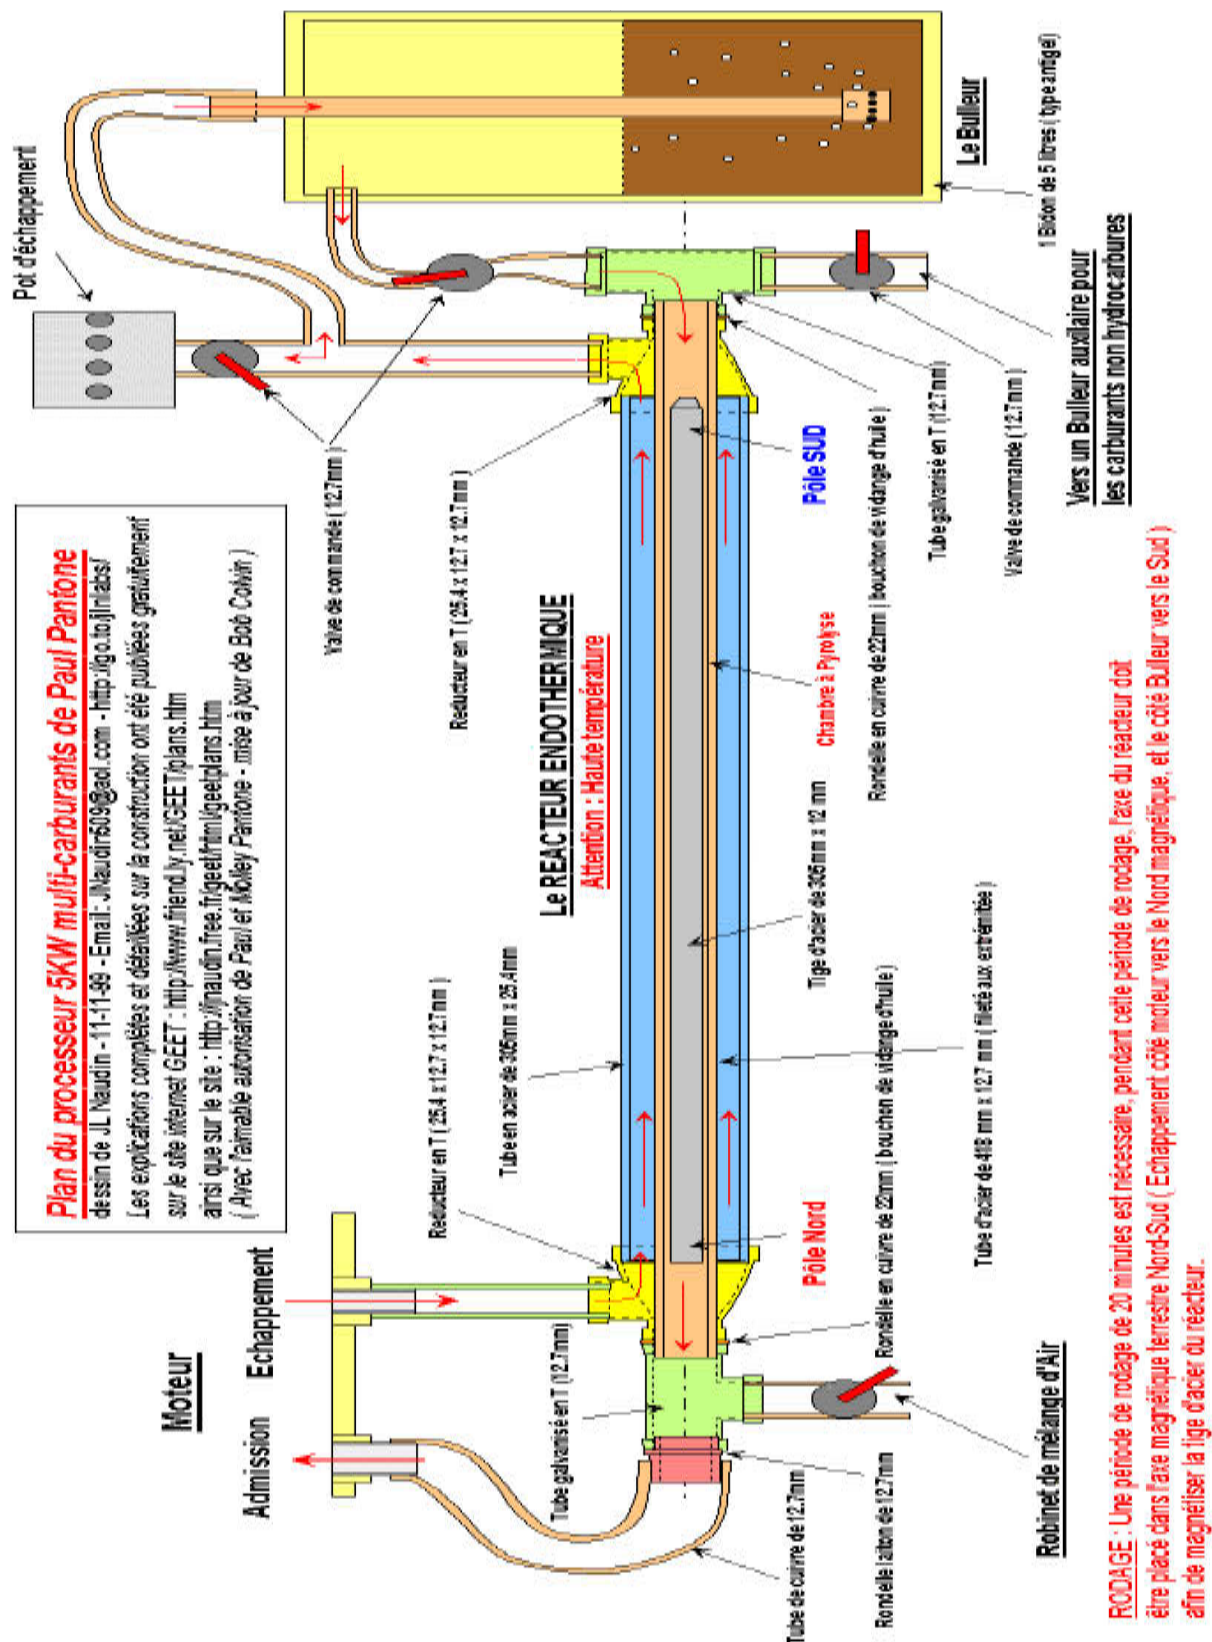 Plan du processeur 5KW multi-carburants de Paul Pantone
dessin de JL Naudin - 11-11-99 - Email: JNaudin509@aol.com - http://go.to/jlnlabs/
Les explications complètes et détaillées sur la construction ont été publiées gratuitement
sur le site internet GEET : http://www.friend.ly.net/GEET/plans.htm
ainsi que sur le site : http://jnaudin.free.fr/geet/html/geetplans.htm
( Avec l'aimable autorisation de Paul et Molley Pantone - mise à jour de Bob Colvin )
Pot d'échappement
Valve de commande ( 12.7mm )
Moteur
Admission
Echappement
Réducteur en T ( 25.4 x 12.7 x 12.7mm )
Réducteur en T ( 25.4 x 12.7 x 12.7mm )
Tube en acier de 305mm x 25.4mm
Le REACTEUR ENDOTHERMIQUE
Attention : Haute température
Tube galvanisé en T (12.7mm)
Pôle Nord
Pôle SUD
Tige d'acier de 305mm x 12 mm
Chambre à Pyrolyse
Tube de cuivre de 12.7mm
Rondelle laiton de 12.7mm
Rondelle en cuivre de 22mm ( bouchon de vidange d'huile )
Rondelle en cuivre de 22mm ( bouchon de vidange d'huile )
Tube galvanisé en T (12.7mm)
Tube d'acier de 418 mm x 12.7 mm ( fileté aux extrémitée )
Valve de commande ( 12.7mm )
Le Bulleur
1 Bidon de 5 litres ( type antigel)
Robinet de mélange d'Air
Vers un Bulleur auxilaire pour
les carburants non hydrocarbures
RODAGE : Une période de rodage de 20 minutes est nécessaire, pendant cette période de rodage, l'axe du réacteur doit
être placé dans l'axe magnétique terrestre Nord-Sud ( Echappement côté moteur vers le Nord magnétique, et le côté Bulleur vers le Sud )
afin de magnétiser la tige d'acier du réacteur.